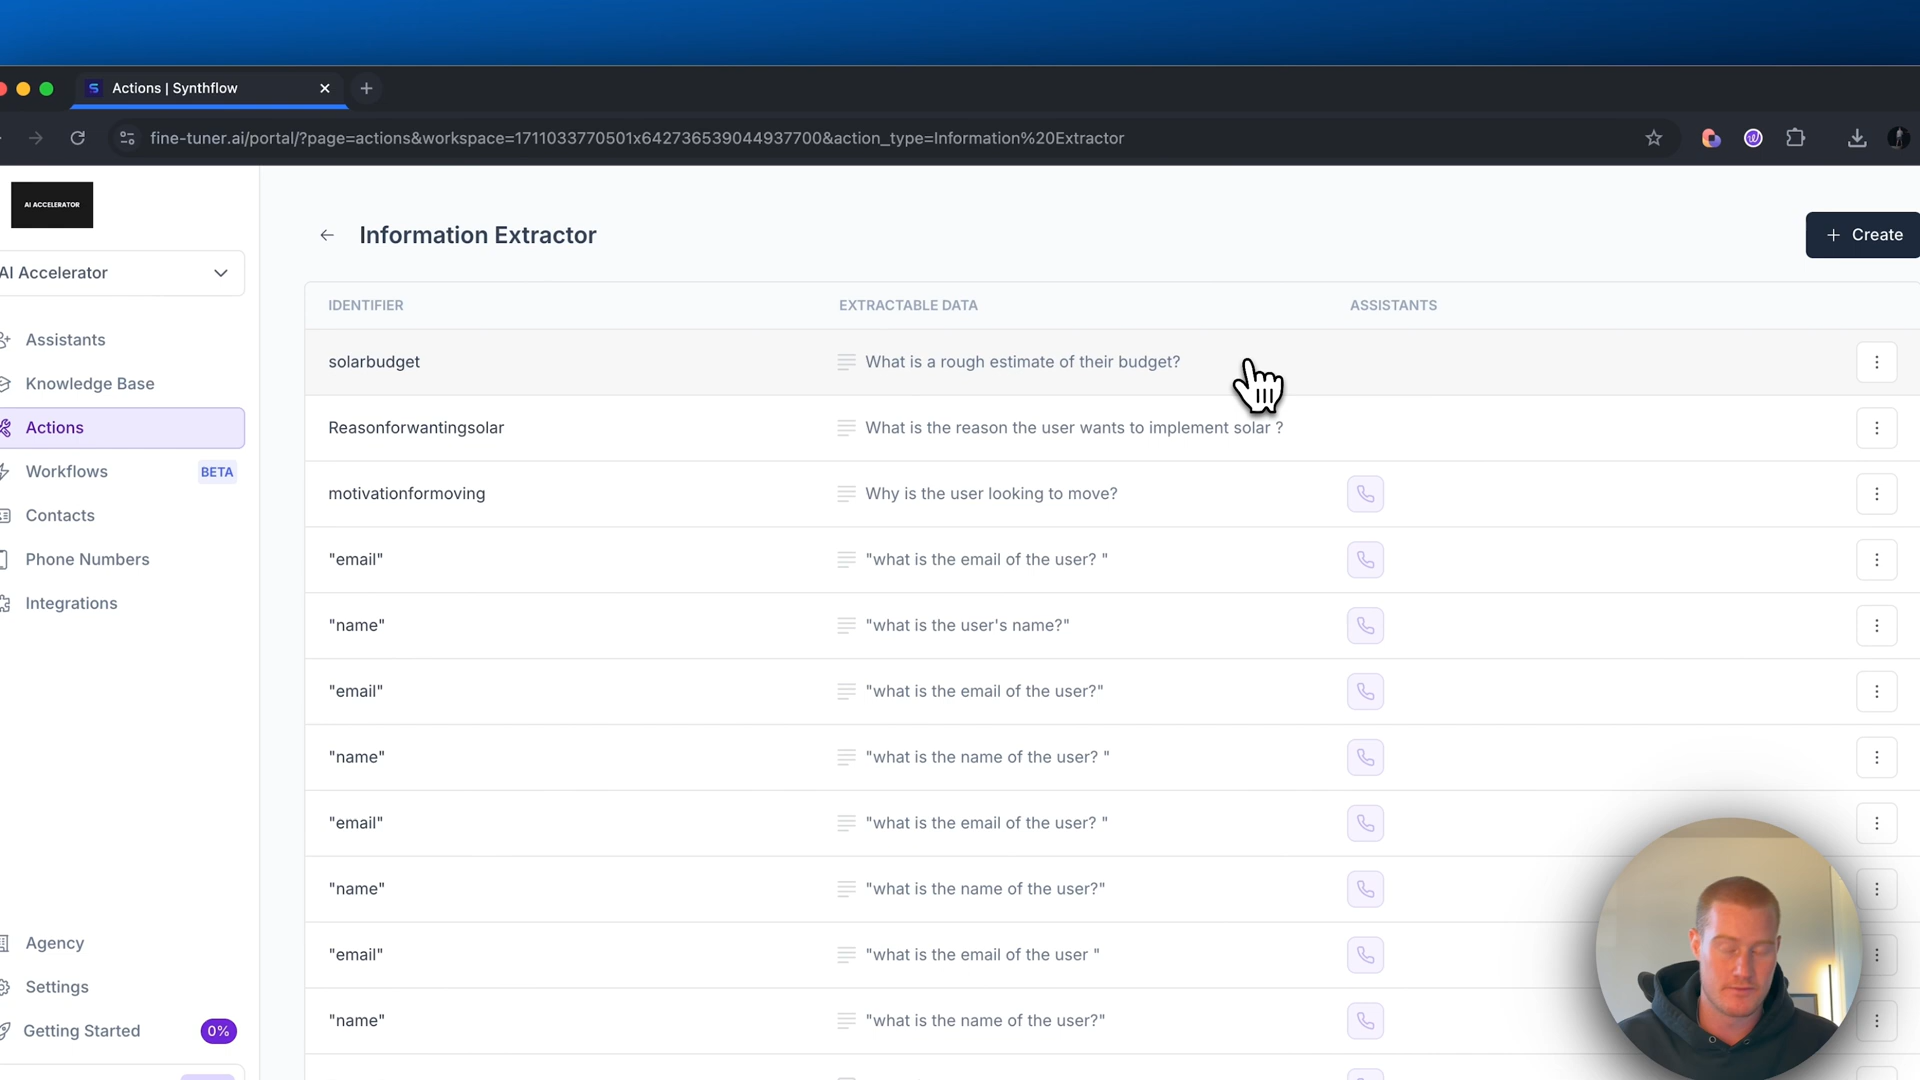 Actions | Synthflow
fine-tuner.ai/portal/?page=actions&workspace=1711033770501x642736539044937700&action_type=Information%20Extractor
AI ACCELERATOR
AI Accelerator
Assistants
Knowledge Base
Actions
Workflows BETA
Contacts
Phone Numbers
Integrations
Agency
Settings
Getting Started 0%
Information Extractor
+ Create
IDENTIFIER EXTRACTABLE DATA ASSISTANTS
solarbudget What is a rough estimate of their budget?
Reasonforwantingsolar What is the reason the user wants to implement solar ?
motivationformoving Why is the user looking to move?
"email" "what is the email of the user? "
"name" "what is the user's name?"
"email" "what is the email of the user?"
"name" "what is the name of the user? "
"email" "what is the email of the user? "
"name" "what is the name of the user?"
"email" "what is the email of the user "
"name" "what is the name of the user?"